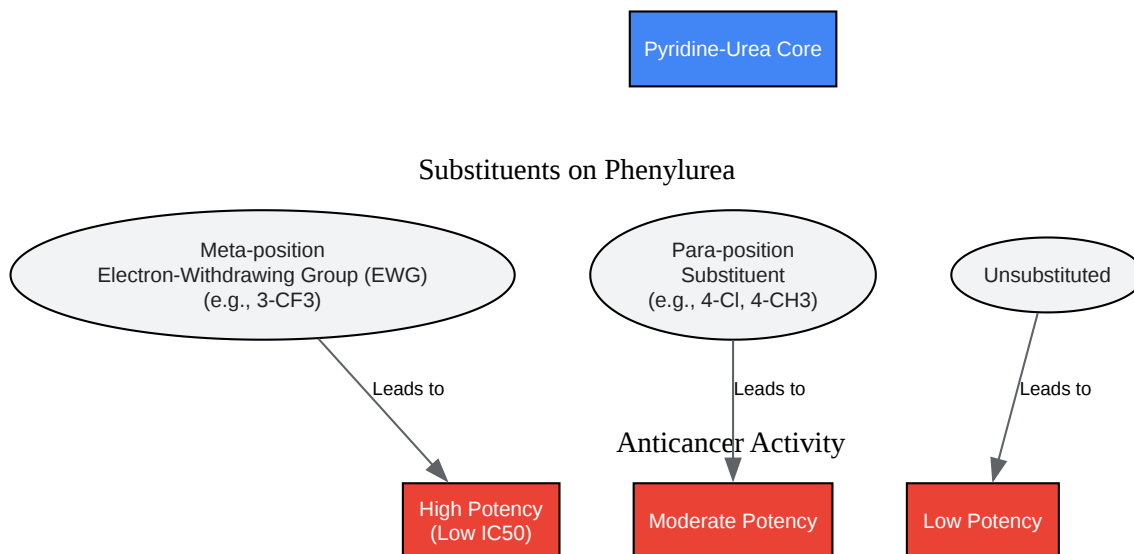 Pyridine-Urea Core
Substituents on Phenylurea
Meta-position
Electron-Withdrawing Group (EWG)
(e.g., 3-CF3)
Para-position
Substituent
(e.g., 4-Cl, 4-CH3)
Unsubstituted
Leads to
Leads to
Leads to
Anticancer Activity
High Potency
(Low IC50)
Moderate Potency
Low Potency